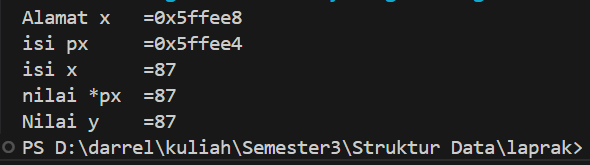 Alamat x   =0x5ffee8
isi px     =0x5ffee4
isi x      =87
nilai *px  =87
Nilai y    =87
PS D:\darrel\kuliah\Semester3\Struktur Data\laprak>